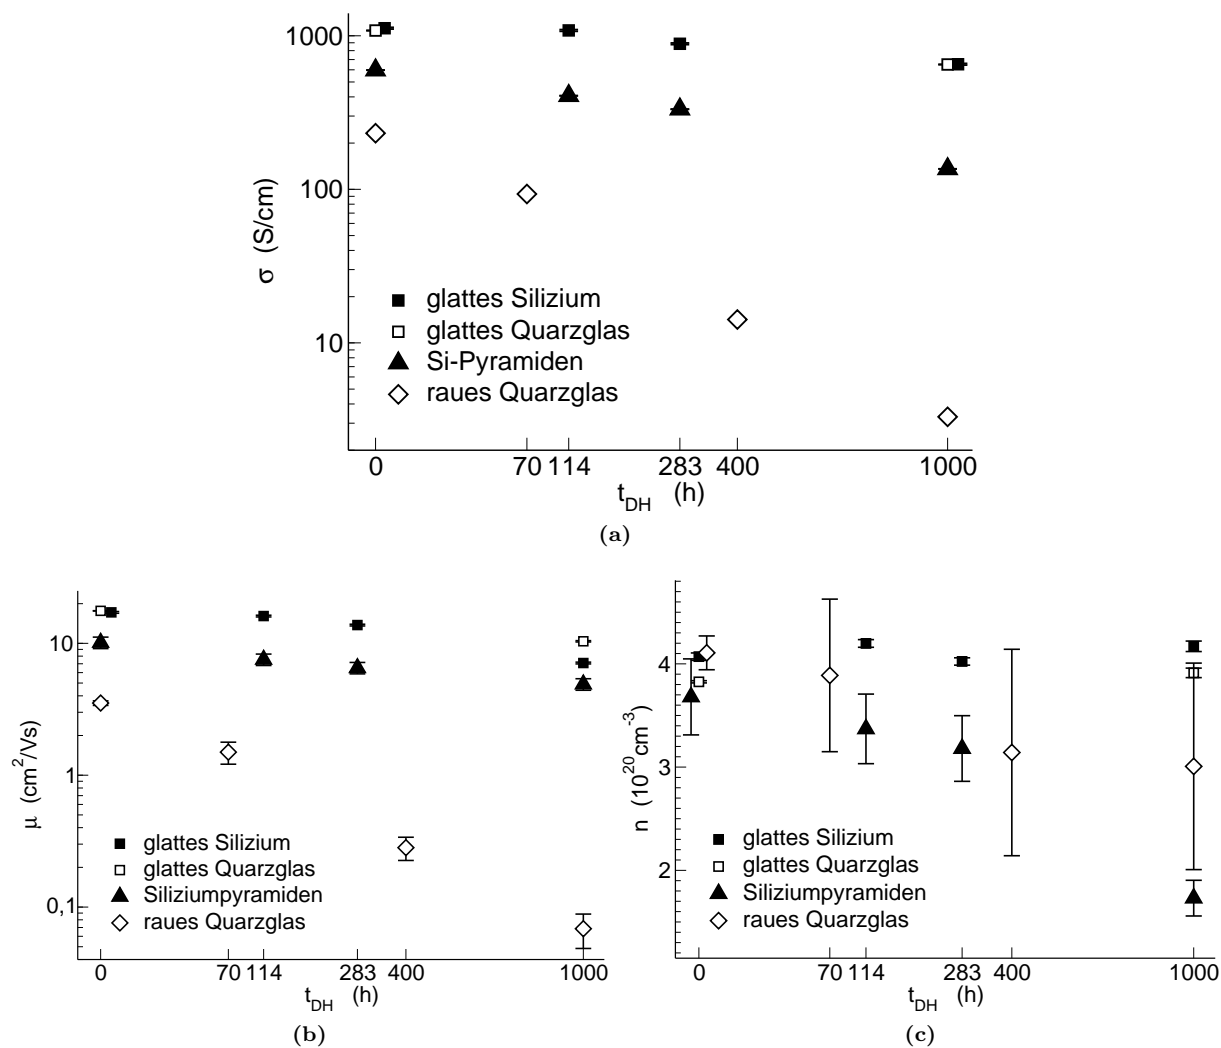 1000
100
10
σ (S/cm)
glattes Silizium
glattes Quarzglas
Si-Pyramiden
raues Quarzglas
0 70 114 283 400 1000
t_DH (h)
(a)
10
1
0,1
μ (cm²/Vs)
glattes Silizium
glattes Quarzglas
Siliziumpyramiden
raues Quarzglas
0 70 114 283 400 1000
t_DH (h)
(b)
4
3
2
n (10²⁰cm⁻³)
glattes Silizium
glattes Quarzglas
Siliziumpyramiden
raues Quarzglas
0 70 114 283 400 1000
t_DH (h)
(c)